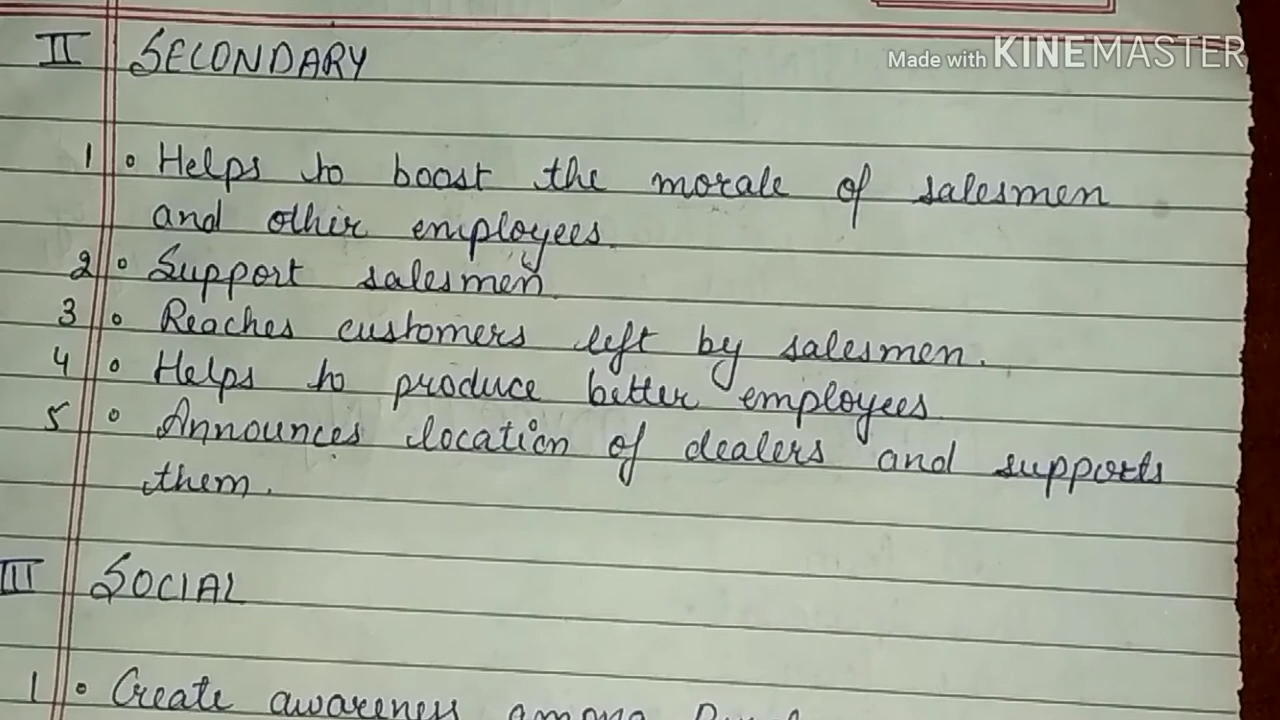 Made with KINEMASTER
II SECONDARY
1. Helps to boost the morale of salesmen
and other employees.
2. Support salesmen.
3. Reaches customers left by salesmen.
4. Helps to produce better employees.
5. Announces location of dealers and supports
them.
III SOCIAL
1. Create awareness among